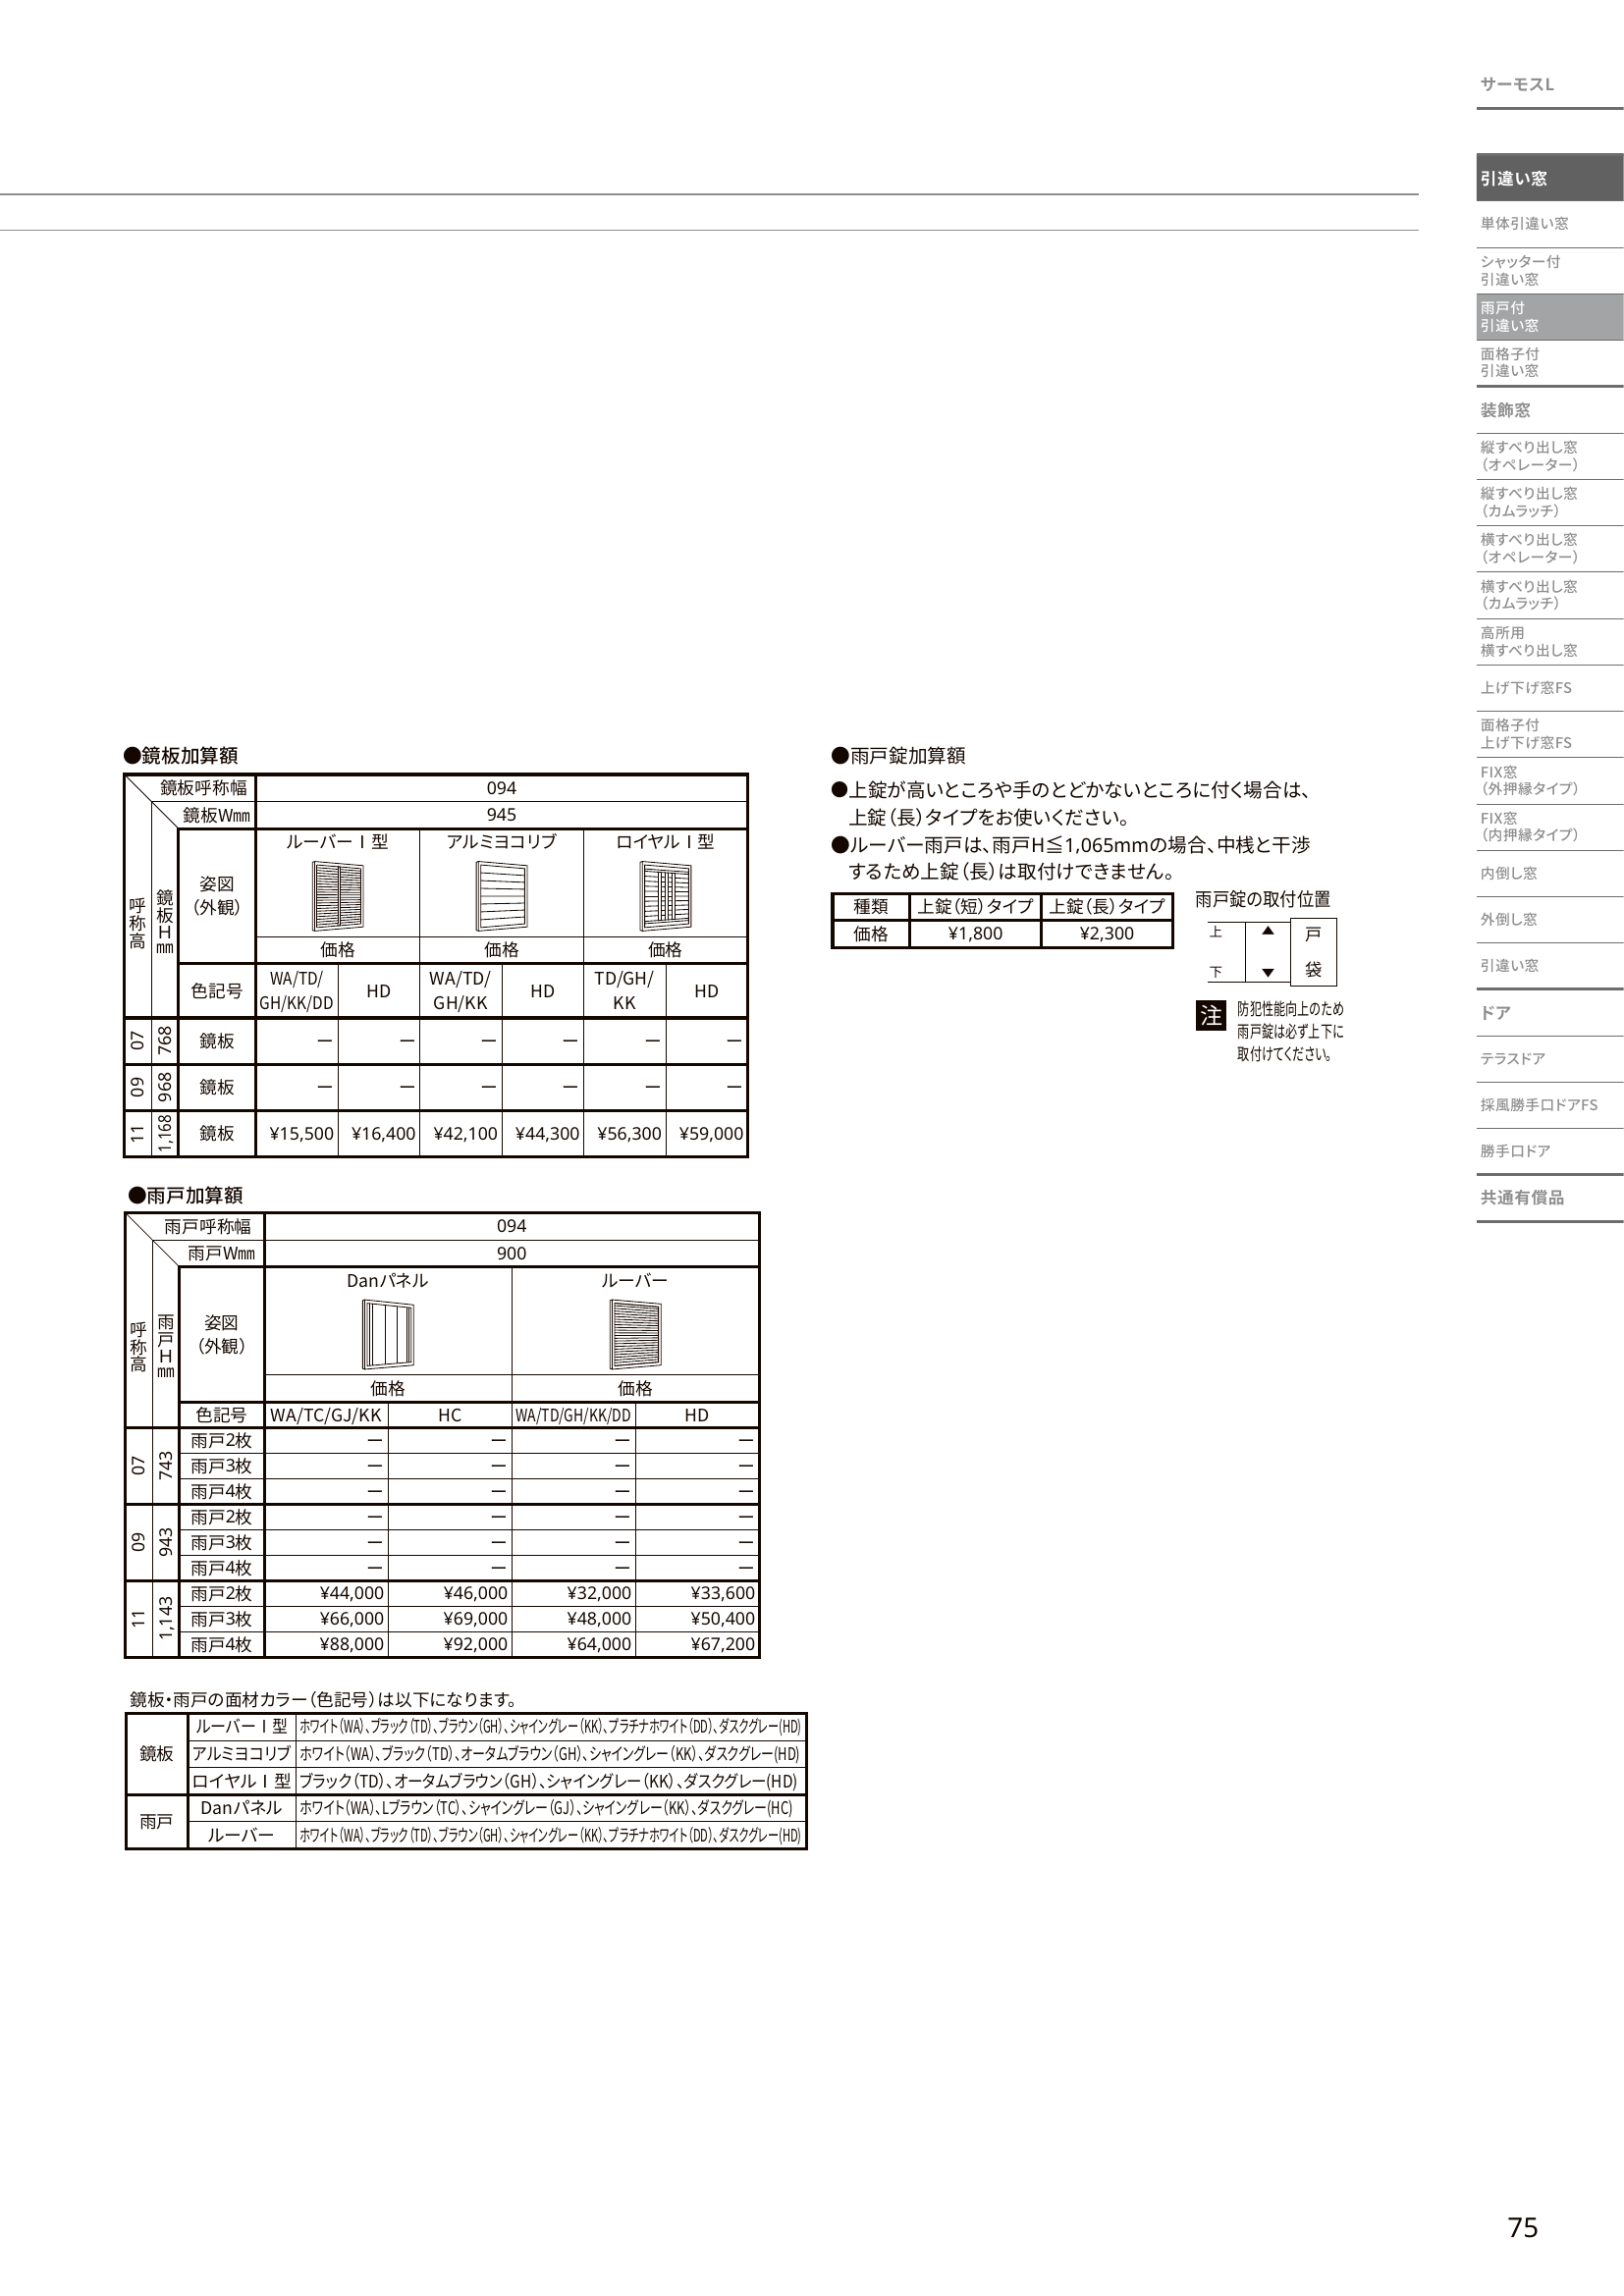 サーモスL
引違い窓
単体引違い窓
シャッター付
引違い窓
雨戸付
引違い窓
面格子付
引違い窓
装飾窓
縦すべり出し窓
（オペレーター）
縦すべり出し窓
（カムラッチ）
横すべり出し窓
（オペレーター）
横すべり出し窓
（カムラッチ）
高所用
横すべり出し窓
上げ下げ窓FS
面格子付
上げ下げ窓FS
FIX窓
（外押縁タイプ）
FIX窓
（内押縁タイプ）
内倒し窓
外倒し窓
引違い窓
ドア
テラスドア
採風勝手口ドアFS
勝手口ドア
共通有償品
●鏡板加算額
鏡板呼称幅 094
鏡板Wmm 945
呼称高 鏡板Hmm 姿図（外観） ルーバーⅠ型 アルミヨコリブ ロイヤルⅠ型
価格 価格 価格
色記号 WA/TD/GH/KK/DD HD WA/TD/GH/KK HD TD/GH/KK HD
07 768 鏡板 ー ー ー ー ー ー
09 968 鏡板 ー ー ー ー ー ー
11 1,168 鏡板 ¥15,500 ¥16,400 ¥42,100 ¥44,300 ¥56,300 ¥59,000
●雨戸加算額
雨戸呼称幅 094
雨戸Wmm 900
呼称高 雨戸Hmm 姿図（外観） Danパネル ルーバー
価格 価格
色記号 WA/TC/GJ/KK HC WA/TD/GH/KK/DD HD
07 743 雨戸2枚 ー ー ー ー
雨戸3枚 ー ー ー ー
雨戸4枚 ー ー ー ー
09 943 雨戸2枚 ー ー ー ー
雨戸3枚 ー ー ー ー
雨戸4枚 ー ー ー ー
11 1,143 雨戸2枚 ¥44,000 ¥46,000 ¥32,000 ¥33,600
雨戸3枚 ¥66,000 ¥69,000 ¥48,000 ¥50,400
雨戸4枚 ¥88,000 ¥92,000 ¥64,000 ¥67,200
鏡板・雨戸の面材カラー（色記号）は以下になります。
鏡板 ルーバーⅠ型 ホワイト（WA）、ブラック（TD）、ブラウン（GH）、シャイングレー（KK）、プラチナホワイト（DD）、ダスクグレー(HD)
アルミヨコリブ ホワイト（WA）、ブラック（TD）、オータムブラウン（GH）、シャイングレー（KK）、ダスクグレー(HD)
ロイヤルⅠ型 ブラック（TD）、オータムブラウン（GH）、シャイングレー（KK）、ダスクグレー(HD)
雨戸 Danパネル ホワイト（WA）、Lブラウン（TC）、シャイングレー（GJ）、シャイングレー（KK）、ダスクグレー(HC)
ルーバー ホワイト（WA）、ブラック（TD）、ブラウン（GH）、シャイングレー（KK）、プラチナホワイト（DD）、ダスクグレー(HD)
●雨戸錠加算額
●上錠が高いところや手のとどかないところに付く場合は、
上錠（長）タイプをお使いください。
●ルーバー雨戸は、雨戸H≦1,065mmの場合、中桟と干渉
するため上錠（長）は取付けできません。
種類 上錠（短）タイプ 上錠（長）タイプ
価格 ¥1,800 ¥2,300
雨戸錠の取付位置
上 ▲ 戸
下 ▼ 袋
注 防犯性能向上のため
雨戸錠は必ず上下に
取付けてください。
75